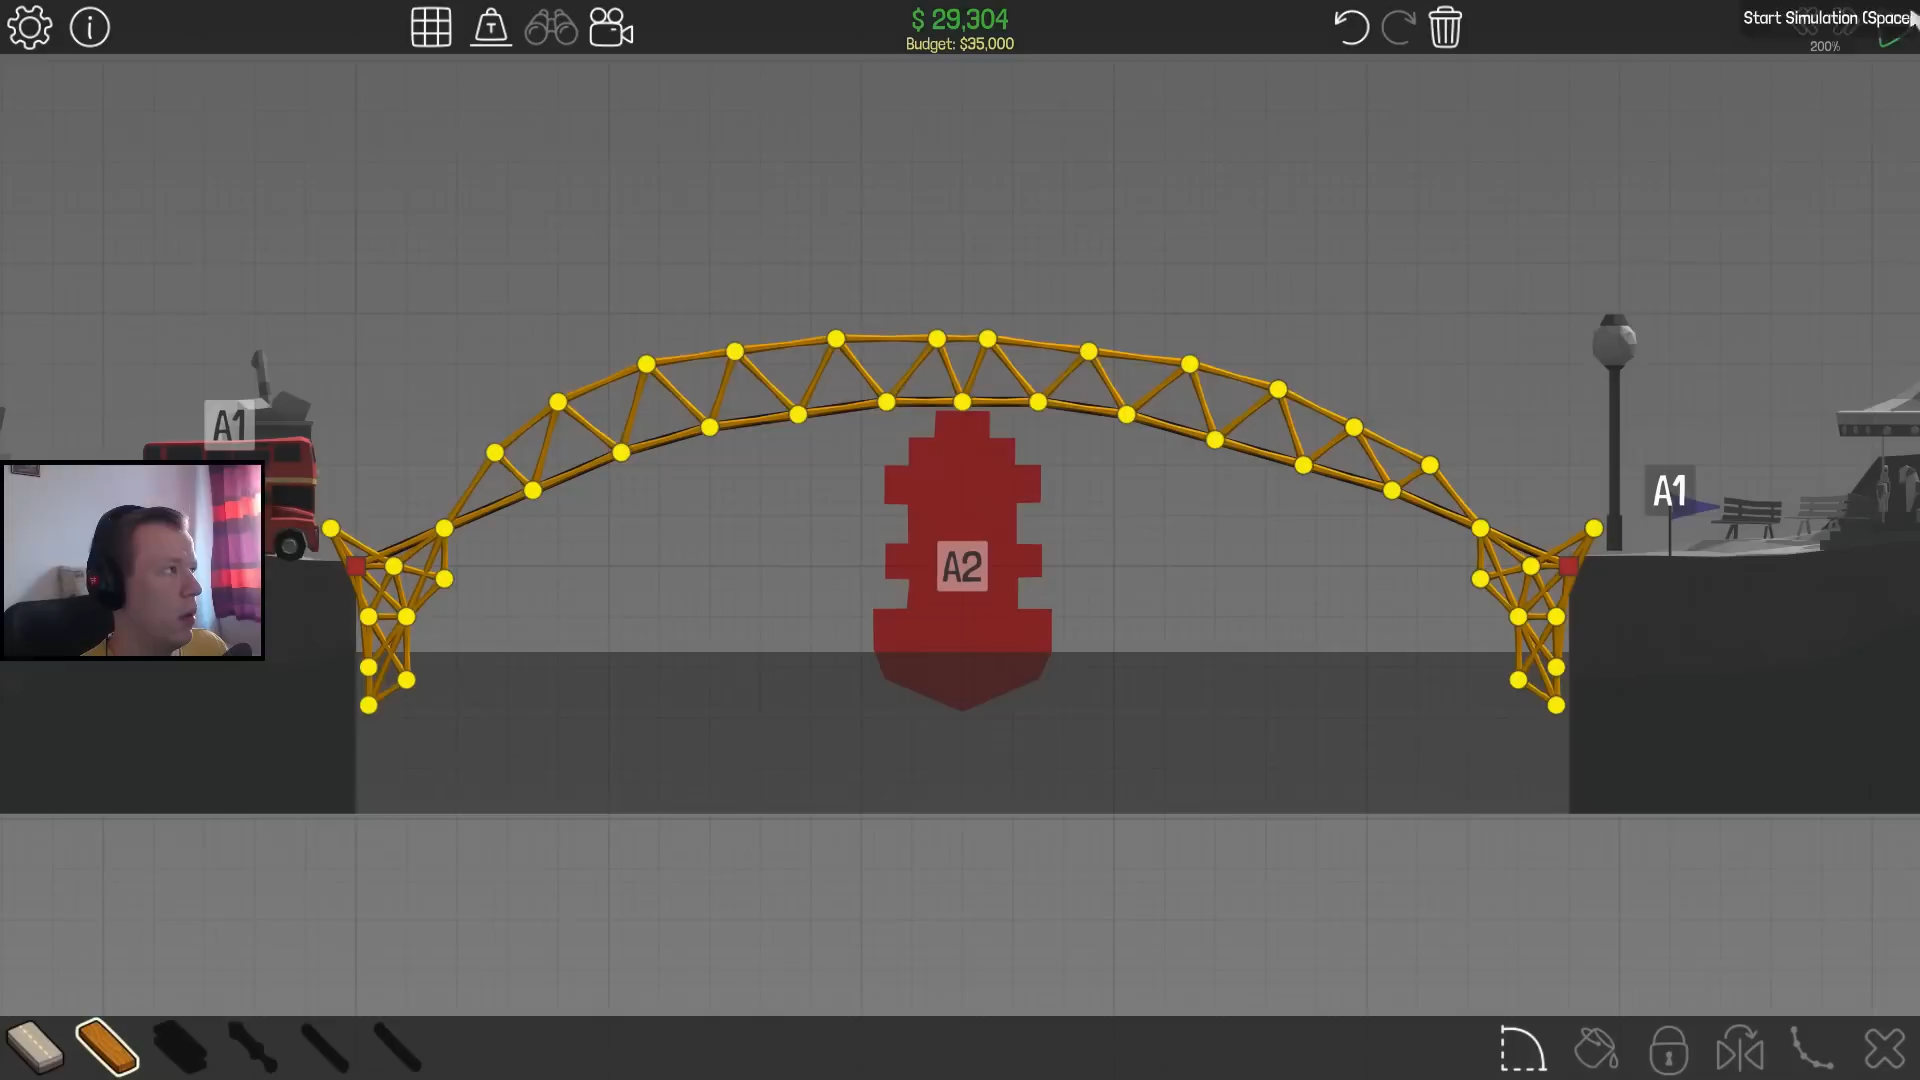 $ 29,304
Budget: $35,000
Start Simulation (Space)
200%
A1
A1
A2